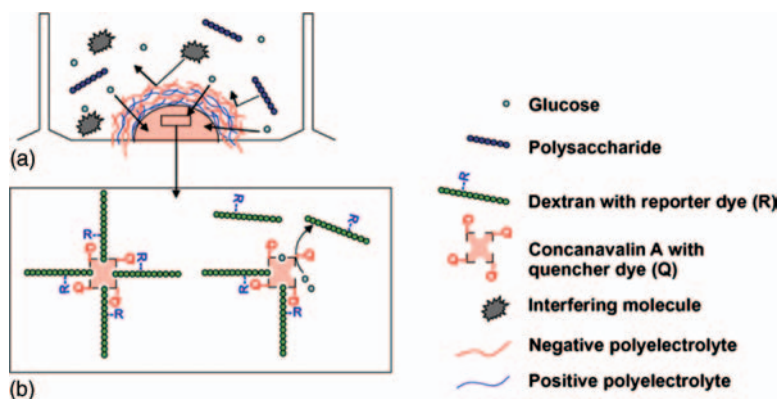 (a)
(b)
R
Q
Q
R
R
Q
Q
R
R
R
Q
Q
Q
Q
R
Glucose
Polysaccharide
R
Dextran with reporter dye (R)
Q
Q
Q
Q
Concanavalin A with
quencher dye (Q)
Interfering molecule
Negative polyelectrolyte
Positive polyelectrolyte